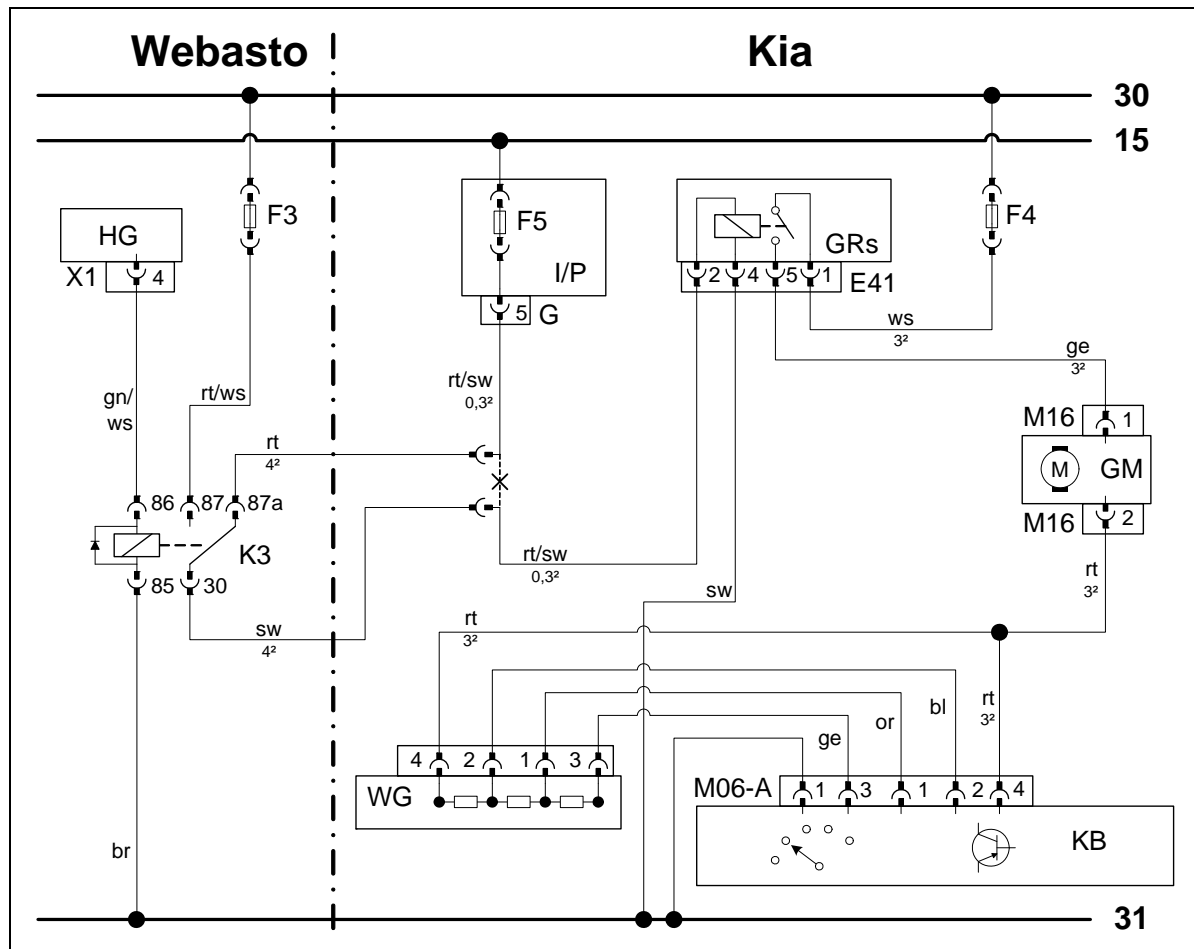 Webasto
Kia
30
15
F3
HG
X1
4
F5
I/P
5
G
GRs
2
4
5
1
E41
F4
ws
3²
ge
3²
gn/
ws
rt/ws
rt/sw
0,3²
rt
4²
M16
1
M
GM
M16
2
86
87
87a
K3
85
30
rt/sw
0,3²
sw
rt
3²
sw
4²
rt
3²
bl
rt
3²
or
ge
4
2
1
3
WG
M06-A
1
3
1
2
4
KB
br
31